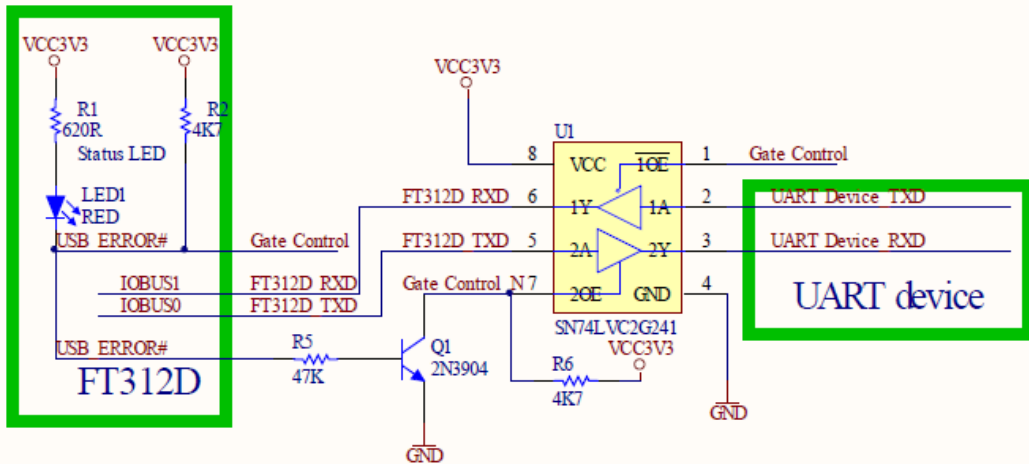 VCC3V3
VCC3V3
R1
620R
R2
4K7
Status LED
LED1
RED
USB ERROR#
Gate Control
IOBUS1
FT312D RXD
IOBUS0
FT312D TXD
USB ERROR#
FT312D
R5
47K
Q1
2N3904
GND
VCC3V3
U1
8
VCC
1OE
1
Gate Control
FT312D RXD
6
1Y
1A
2
UART Device TXD
FT312D TXD
5
2A
2Y
3
UART Device RXD
Gate Control N
7
2OE
GND
4
SN74LVC2G241
R6
4K7
VCC3V3
GND
UART device